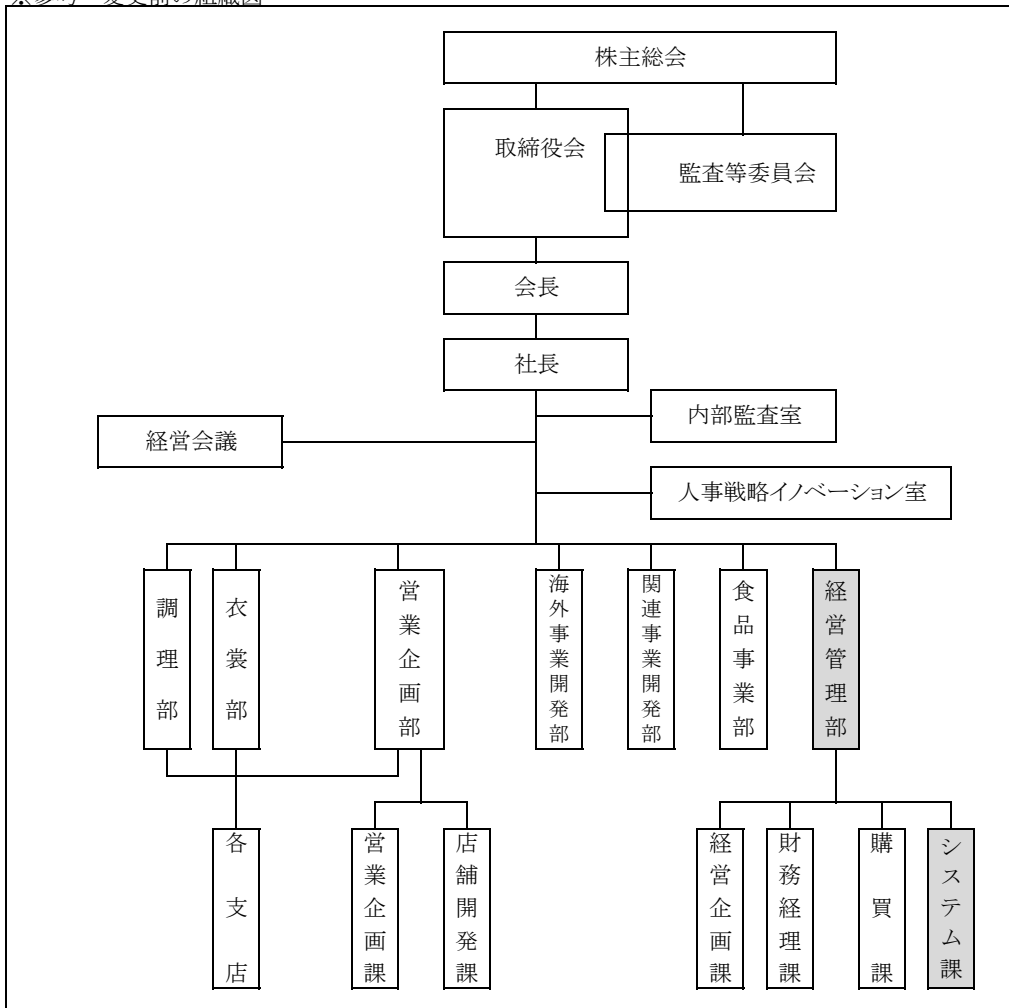 ※参考 変更前の組織図
株主総会
取締役会
監査等委員会
会長
社長
内部監査室
経営会議
人事戦略イノベーション室
調理部
衣裳部
営業企画部
海外事業開発部
関連事業開発部
食品事業部
経営管理部
各支店
営業企画課
店舗開発課
経営企画課
財務経理課
購買課
システム課